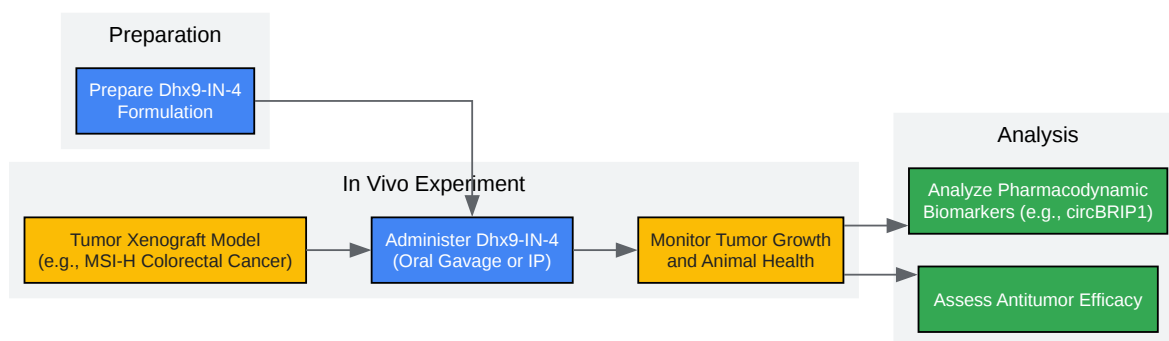 Preparation
Prepare Dhx9-IN-4
Formulation
In Vivo Experiment
Tumor Xenograft Model
(e.g., MSI-H Colorectal Cancer)
Administer Dhx9-IN-4
(Oral Gavage or IP)
Monitor Tumor Growth
and Animal Health
Analysis
Analyze Pharmacodynamic
Biomarkers (e.g., circBRIP1)
Assess Antitumor Efficacy